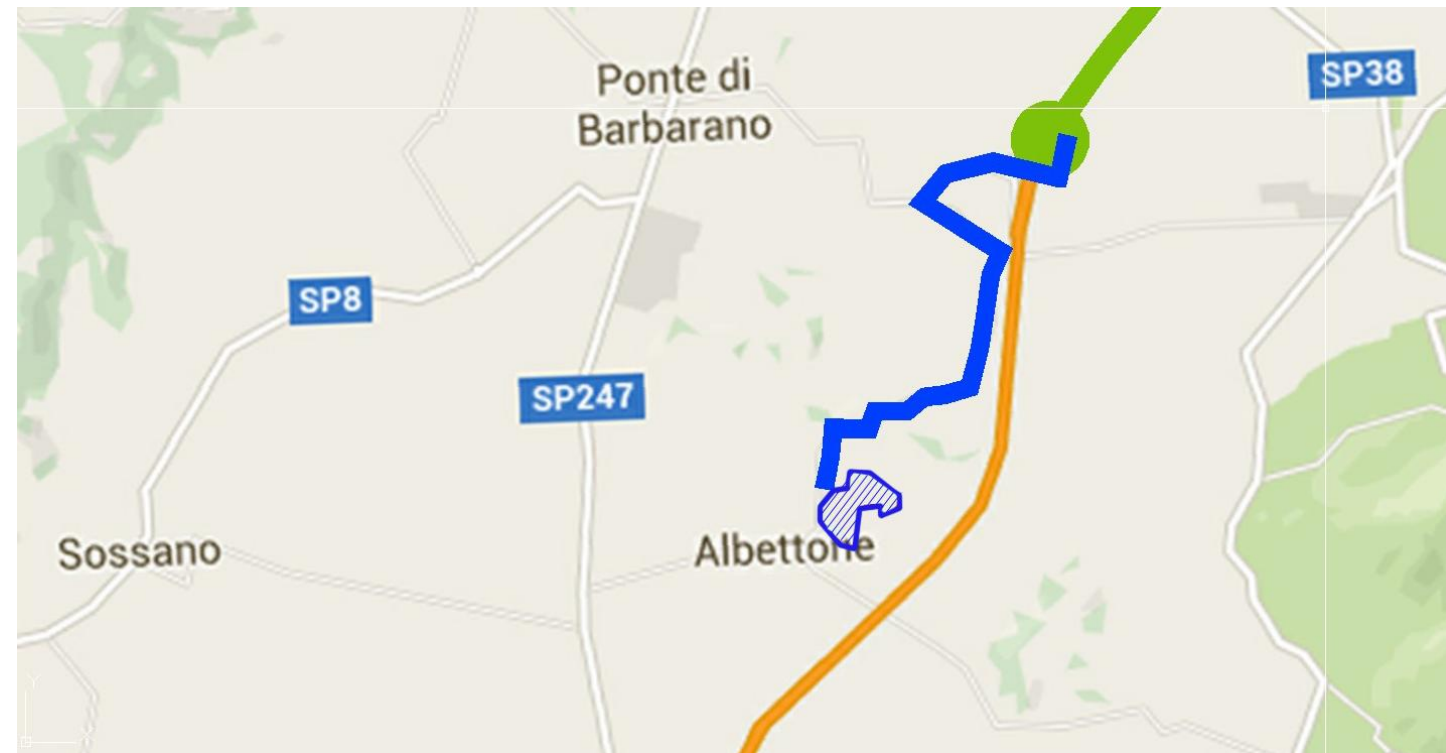 Ponte di
Barbarano
SP38
SP8
SP247
Sossano
Albettone
Y